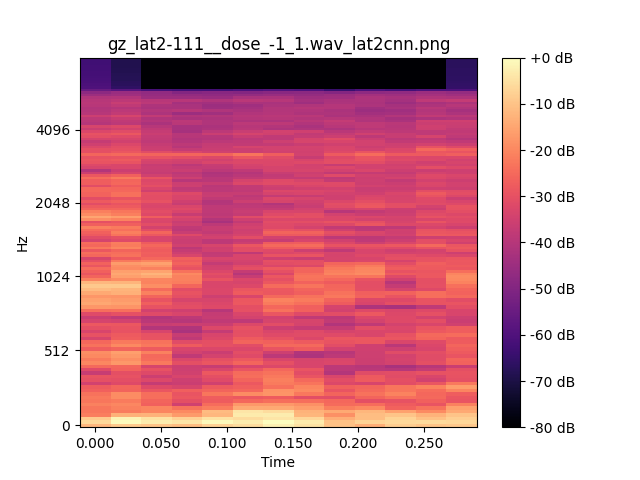 gz_lat2-111__dose_-1_1.wav_lat2cnn.png
4096
2048
1024
512
0
Hz
0.000 0.050 0.100 0.150 0.200 0.250
Time
+0 dB
-10 dB
-20 dB
-30 dB
-40 dB
-50 dB
-60 dB
-70 dB
-80 dB